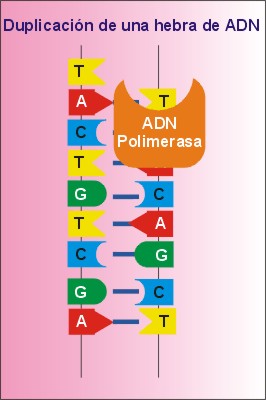 Duplicación de una hebra de ADN
T
A T
C
ADN
Polimerasa
T
G C
T A
C G
G C
A T